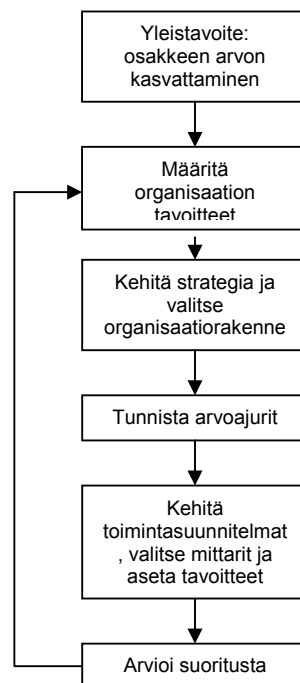 Yleistavoite:
osakkeen arvon
kasvattaminen
Määritä
organisaation
tavoitteet
Kehitä strategia ja
valitse
organisaatiorakenne
Tunnista arvoajurit
Kehitä
toimintasuunnitelmat
, valitse mittarit ja
aseta tavoitteet
Arvioi suoritusta